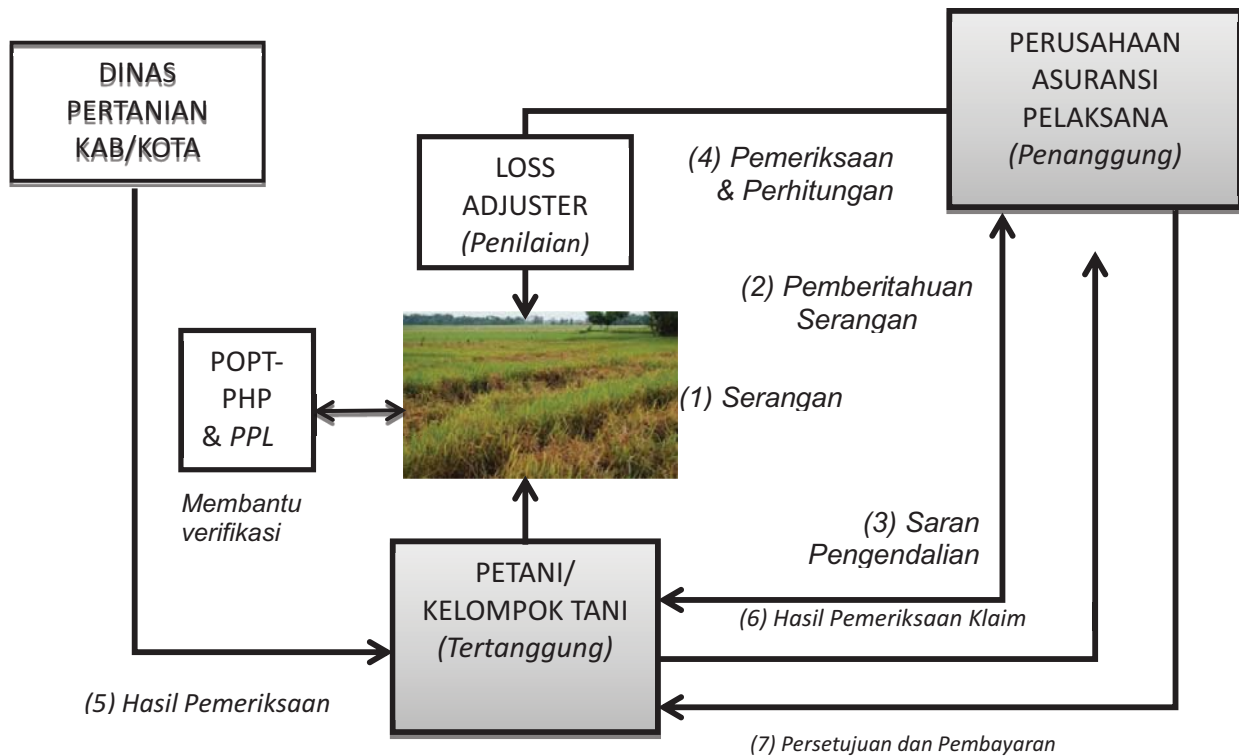 DINAS
PERTANIAN
KAB/KOTA
PERUSAHAAN
ASURANSI
PELAKSANA
(Penanggung)
LOSS
ADJUSTER
(Penilaian)
(4) Pemeriksaan
& Perhitungan
(2) Pemberitahuan
Serangan
POPT-
PHP
& PPL
(1) Serangan
Membantu
verifikasi
(3) Saran
Pengendalian
PETANI/
KELOMPOK TANI
(Tertanggung)
(6) Hasil Pemeriksaan Klaim
(5) Hasil Pemeriksaan
(7) Persetujuan dan Pembayaran